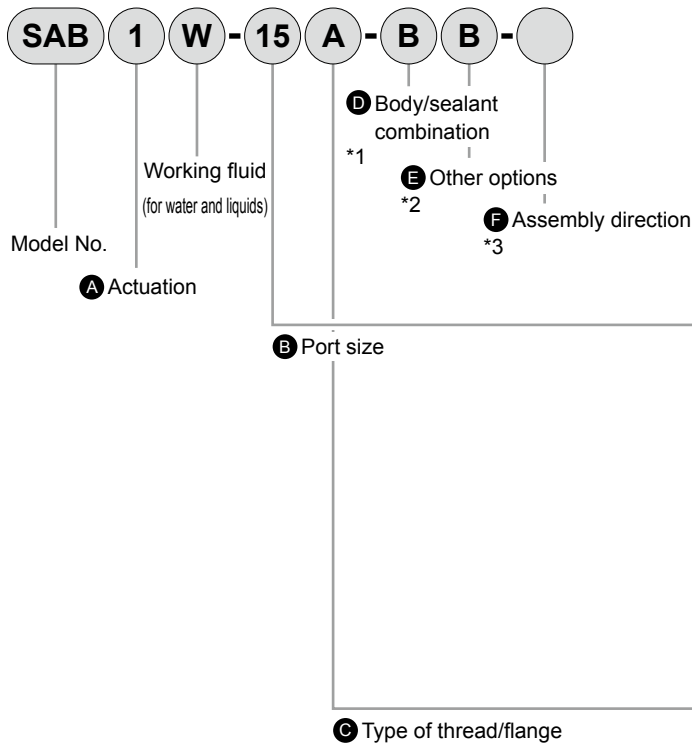 SAB 1 W - 15 A - B B -
D Body/sealant
combination
*1
Working fluid
(for water and liquids)
E Other options
*2
F Assembly direction
*3
Model No.
A Actuation
B Port size
C Type of thread/flange